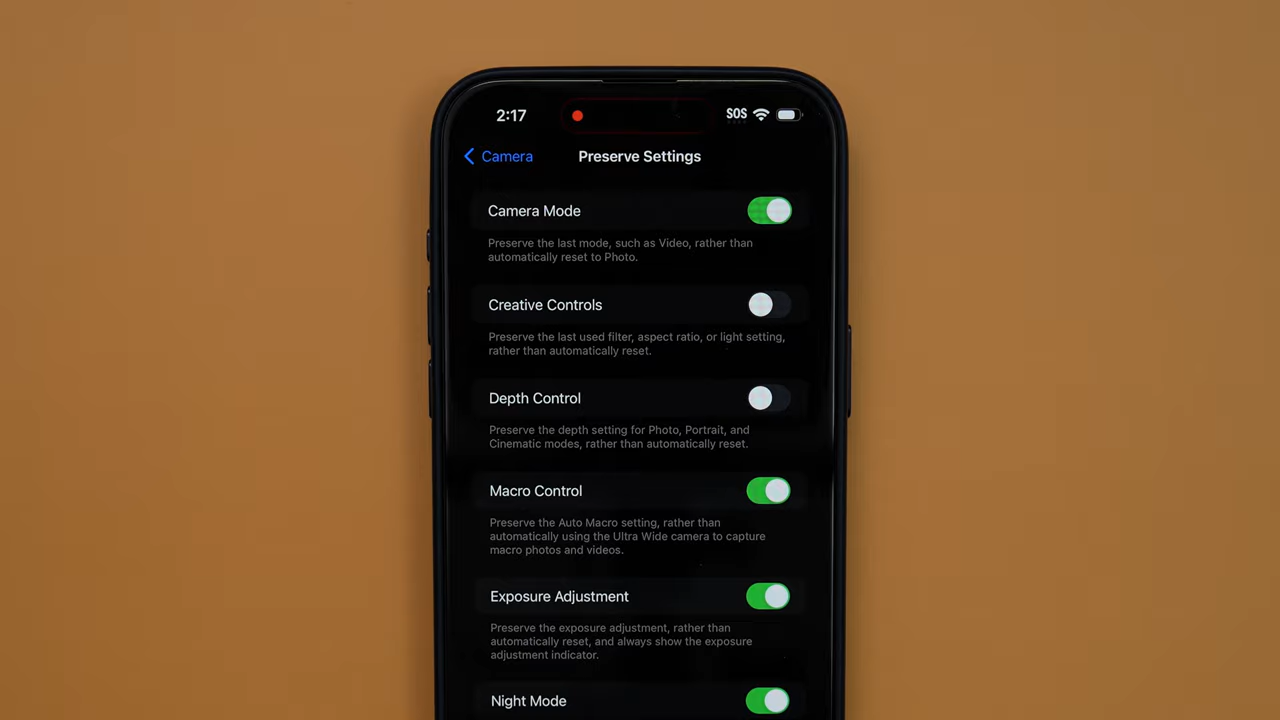 2:17
SOS
Camera
Preserve Settings
Camera Mode
Preserve the last mode, such as Video, rather than
automatically reset to Photo.
Creative Controls
Preserve the last used filter, aspect ratio, or light setting,
rather than automatically reset.
Depth Control
Preserve the depth setting for Photo, Portrait, and
Cinematic modes, rather than automatically reset.
Macro Control
Preserve the Auto Macro setting, rather than
automatically using the Ultra Wide camera to capture
macro photos and videos.
Exposure Adjustment
Preserve the exposure adjustment, rather than
automatically reset, and always show the exposure
adjustment indicator.
Night Mode